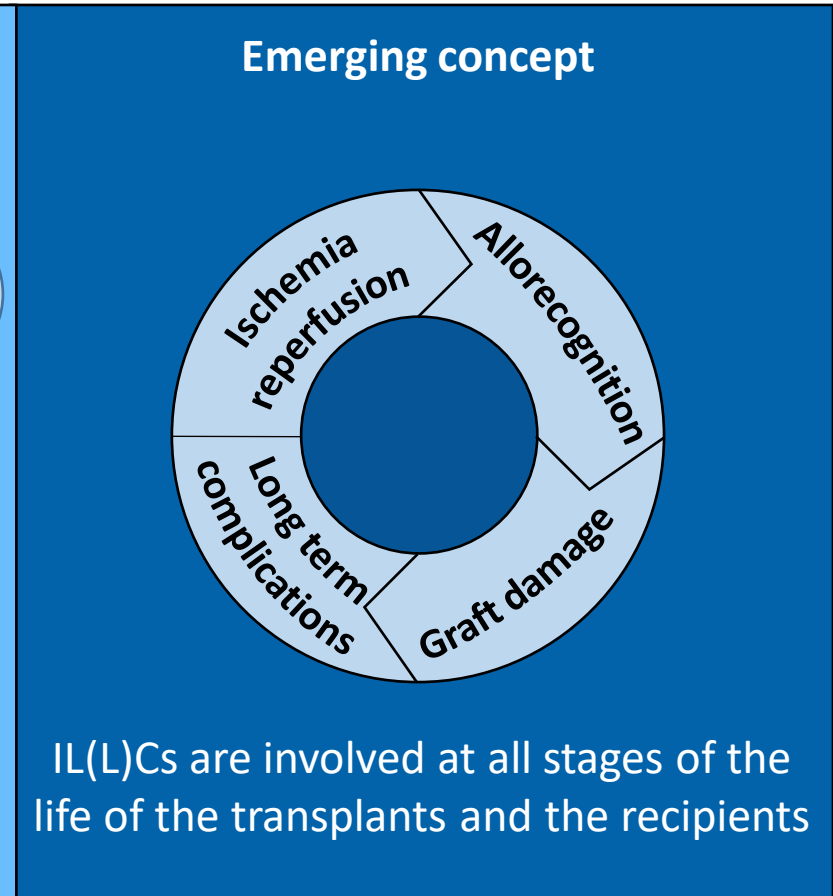 Emerging concept
Ischemia
reperfusion
Allorecognition
Graft damage
Long term
complications
IL(L)Cs are involved at all stages of the
life of the transplants and the recipients